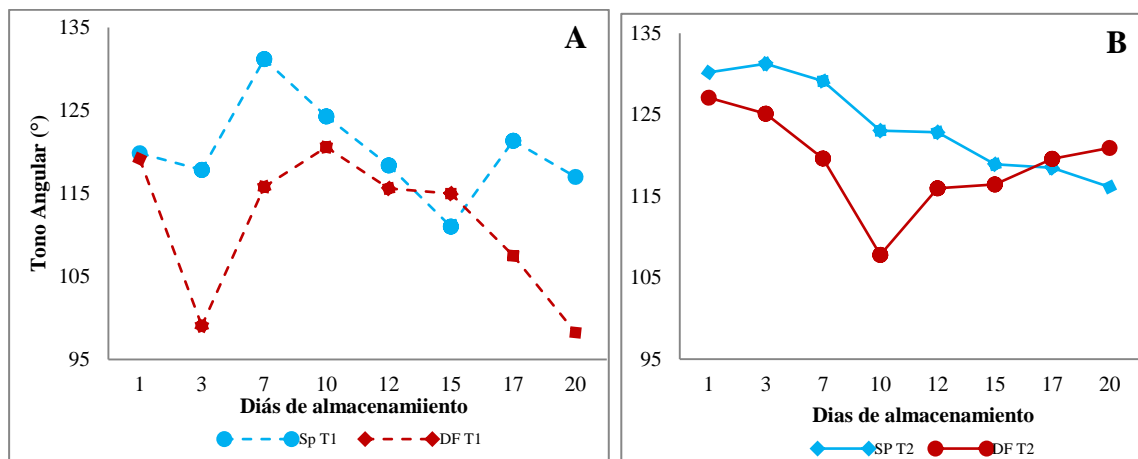 A
135
125
115
105
95
Tono Angular (°)
1 3 7 10 12 15 17 20
Diás de almacenamiiento
Sp T1 DF T1
B
135
125
115
105
95
1 3 7 10 12 15 17 20
Dias de almacenamiento
SP T2 DF T2